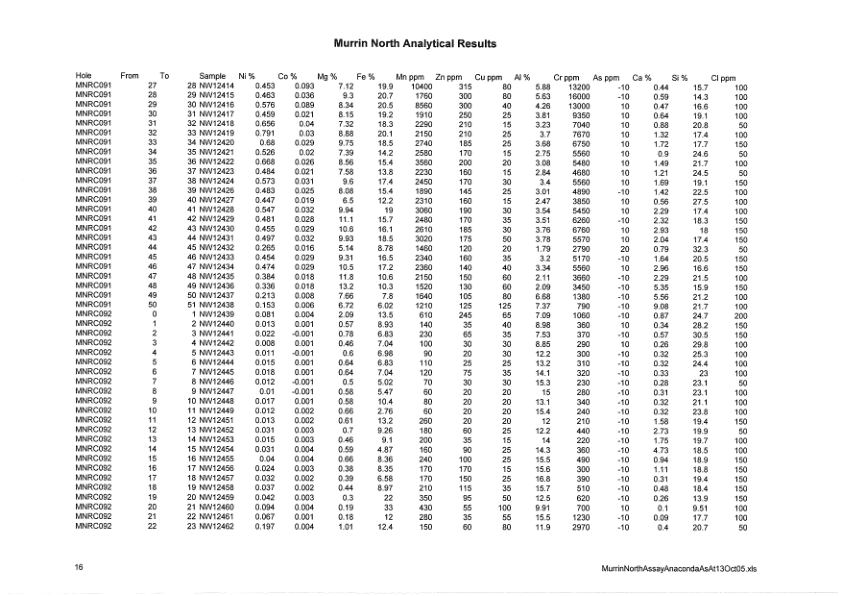 Murrin North Analytical Results
Hole From To Sample Ni % Co % Mg % Fe % Mn ppm Zn ppm Cu ppm Al % Cr ppm As ppm Ca % Si % Cl ppm
MNRC091 27 28 NW12414 0.453 0.093 7.12 19.9 10400 315 80 5.88 13200 -10 0.44 15.7 100
MNRC091 28 29 NW12415 0.463 0.036 9.3 20.7 1760 300 80 5.63 16000 -10 0.59 14.3 100
MNRC091 29 30 NW12416 0.576 0.089 8.34 20.5 8560 300 40 4.26 13000 10 0.47 16.6 100
MNRC091 30 31 NW12417 0.459 0.021 8.15 19.2 1910 250 25 3.81 9350 10 0.64 19.1 100
MNRC091 31 32 NW12418 0.656 0.04 7.32 18.3 2290 210 15 3.23 7040 10 0.88 20.8 50
MNRC091 32 33 NW12419 0.791 0.03 8.88 20.1 2150 210 25 3.7 7670 10 1.32 17.4 100
MNRC091 33 34 NW12420 0.68 0.029 9.75 18.5 2740 185 25 3.68 6750 10 1.72 17.7 150
MNRC091 34 35 NW12421 0.526 0.02 7.39 14.2 2580 170 15 2.75 5560 10 0.9 24.6 50
MNRC091 35 36 NW12422 0.668 0.026 8.56 15.4 3560 200 20 3.08 5480 10 1.49 21.7 100
MNRC091 36 37 NW12423 0.484 0.021 7.58 13.8 2230 160 15 2.84 4680 10 1.21 24.5 50
MNRC091 37 38 NW12424 0.573 0.031 9.6 17.4 2450 170 30 3.4 5560 10 1.69 19.1 150
MNRC091 38 39 NW12426 0.483 0.025 8.08 15.4 1890 145 25 3.01 4890 -10 1.42 22.5 100
MNRC091 39 40 NW12427 0.447 0.019 6.5 12.2 2310 160 15 2.47 3850 10 0.56 27.5 100
MNRC091 40 41 NW12428 0.547 0.032 9.94 19 3060 190 30 3.54 5450 10 2.29 17.4 100
MNRC091 41 42 NW12429 0.481 0.028 11.1 15.7 2480 170 35 3.51 6260 -10 2.32 18.3 150
MNRC091 42 43 NW12430 0.455 0.029 10.6 16.1 2610 185 30 3.76 6760 10 2.93 18 150
MNRC091 43 44 NW12431 0.497 0.032 9.93 18.5 3020 175 50 3.78 5570 10 2.04 17.4 150
MNRC091 44 45 NW12432 0.265 0.016 5.14 8.78 1460 120 20 1.79 2790 20 0.79 32.3 50
MNRC091 45 46 NW12433 0.454 0.029 9.31 16.5 2340 160 35 3.2 5170 -10 1.64 20.5 150
MNRC091 46 47 NW12434 0.474 0.029 10.5 17.2 2360 140 40 3.34 5560 10 2.96 16.6 150
MNRC091 47 48 NW12435 0.384 0.018 11.8 10.6 2150 150 60 2.11 3660 -10 2.29 21.5 100
MNRC091 48 49 NW12436 0.336 0.018 13.2 10.3 1520 130 60 2.09 3450 -10 5.35 15.9 150
MNRC091 49 50 NW12437 0.213 0.008 7.66 7.8 1640 105 80 6.68 1380 -10 5.56 21.2 100
MNRC091 50 51 NW12438 0.153 0.006 6.72 6.02 1210 125 125 7.37 790 -10 9.08 21.7 100
MNRC092 0 1 NW12439 0.081 0.004 2.09 13.5 610 245 65 7.09 1060 -10 0.87 24.7 200
MNRC092 1 2 NW12440 0.013 0.001 0.57 8.93 140 35 40 8.98 360 10 0.34 28.2 150
MNRC092 2 3 NW12441 0.022 -0.001 0.78 6.83 230 65 35 7.53 370 -10 0.57 30.5 150
MNRC092 3 4 NW12442 0.008 0.001 0.46 7.04 100 30 30 8.85 290 10 0.26 29.8 100
MNRC092 4 5 NW12443 0.011 -0.001 0.6 6.98 90 20 30 12.2 300 -10 0.32 25.3 100
MNRC092 5 6 NW12444 0.015 0.001 0.64 6.83 110 25 25 13.2 310 -10 0.32 24.4 100
MNRC092 6 7 NW12445 0.018 0.001 0.64 7.04 120 75 35 14.1 320 -10 0.33 23 100
MNRC092 7 8 NW12446 0.012 -0.001 0.5 5.02 70 30 30 15.3 230 -10 0.28 23.1 50
MNRC092 8 9 NW12447 0.01 -0.001 0.58 5.47 60 20 20 15 280 -10 0.31 23.1 100
MNRC092 9 10 NW12448 0.017 0.001 0.58 10.4 80 20 20 13.1 340 -10 0.32 21.1 100
MNRC092 10 11 NW12449 0.012 0.002 0.66 2.76 60 20 20 15.4 240 -10 0.32 23.8 100
MNRC092 11 12 NW12451 0.013 0.002 0.61 13.2 260 20 20 12 210 -10 1.58 19.4 150
MNRC092 12 13 NW12452 0.031 0.003 0.7 9.26 180 60 25 12.2 440 -10 2.73 19.9 50
MNRC092 13 14 NW12453 0.015 0.003 0.46 9.1 200 35 15 14 220 -10 1.75 19.7 100
MNRC092 14 15 NW12454 0.031 0.004 0.59 4.87 160 90 25 14.3 360 -10 4.73 18.5 100
MNRC092 15 16 NW12455 0.04 0.004 0.66 8.36 240 100 25 15.5 490 -10 0.94 18.9 150
MNRC092 16 17 NW12456 0.024 0.003 0.38 8.35 170 170 15 15.6 300 -10 1.11 18.8 150
MNRC092 17 18 NW12457 0.032 0.002 0.39 6.58 170 150 25 16.8 390 -10 0.31 19.4 150
MNRC092 18 19 NW12458 0.037 0.002 0.44 8.97 210 115 35 15.7 510 -10 0.48 18.4 150
MNRC092 19 20 NW12459 0.042 0.003 0.3 22 350 95 50 12.5 620 -10 0.26 13.9 150
MNRC092 20 21 NW12460 0.094 0.004 0.19 33 430 55 100 9.91 700 10 0.1 9.51 100
MNRC092 21 22 NW12461 0.067 0.001 0.18 12 280 35 55 15.5 1230 -10 0.09 17.7 100
MNRC092 22 23 NW12462 0.197 0.004 1.01 12.4 150 60 80 11.9 2970 -10 0.4 20.7 50
16 MurrinNorthAssayAnacondaAsAt13Oct05.xls